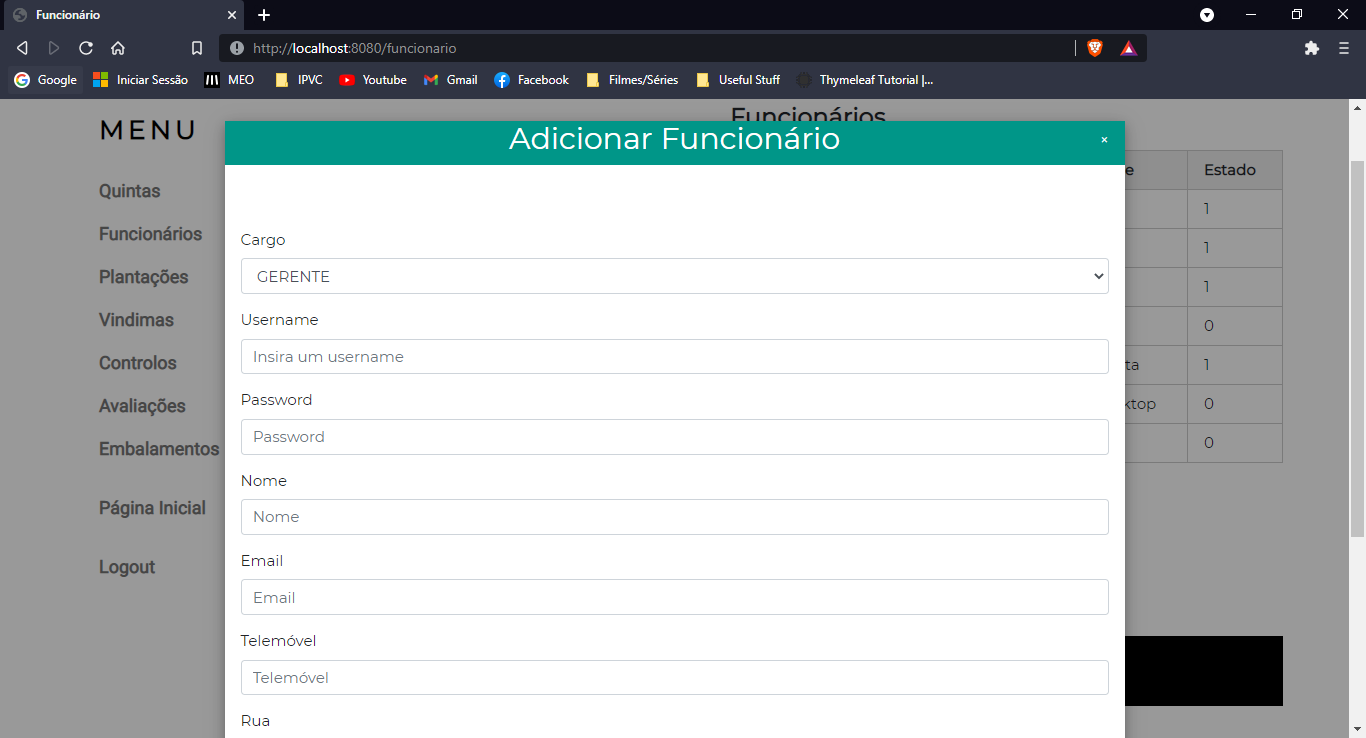 Funcionário
http://localhost:8080/funcionario
Google Iniciar Sessão MEO IPVC Youtube Gmail Facebook Filmes/Séries Useful Stuff Thymeleaf Tutorial |...
MENU
Quintas
Funcionários
Plantações
Vindimas
Controlos
Avaliações
Embalamentos
Página Inicial
Logout
Funcionários
Adicionar Funcionário ×
Cargo
GERENTE
Username
Insira um username
Password
Password
Nome
Nome
Email
Email
Telemóvel
Telemóvel
Rua
e Estado
1
1
1
0
ta 1
ktop 0
0